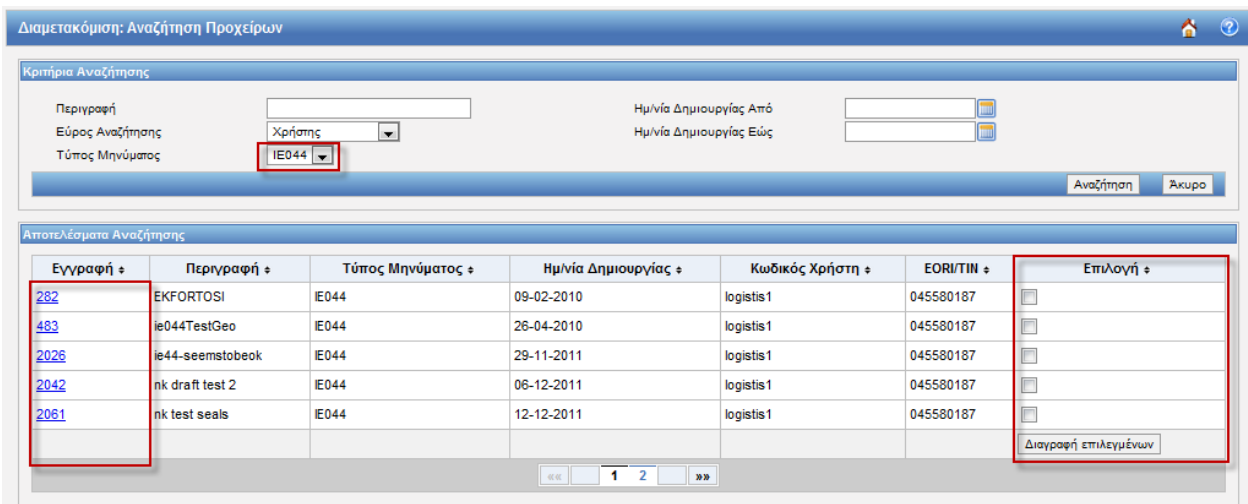 Διαμετακόμιση: Αναζήτηση Προχείρων
Κριτήρια Αναζήτησης
Περιγραφή Ημ/νία Δημιουργίας Από
Εύρος Αναζήτησης Χρήστης Ημ/νία Δημιουργίας Εώς
Τύπος Μηνύματος IE044
Αναζήτηση Άκυρο
Αποτελέσματα Αναζήτησης
Εγγραφή Περιγραφή Τύπος Μηνύματος Ημ/νία Δημιουργίας Κωδικός Χρήστη EORI/TIN Επιλογή
282 EKFORTOSI IE044 09-02-2010 logistis1 045580187
483 ie044TestGeo IE044 26-04-2010 logistis1 045580187
2026 ie44-seemstobeok IE044 29-11-2011 logistis1 045580187
2042 nk draft test 2 IE044 06-12-2011 logistis1 045580187
2061 nk test seals IE044 12-12-2011 logistis1 045580187
Διαγραφή επιλεγμένων
«« 1 2 »»